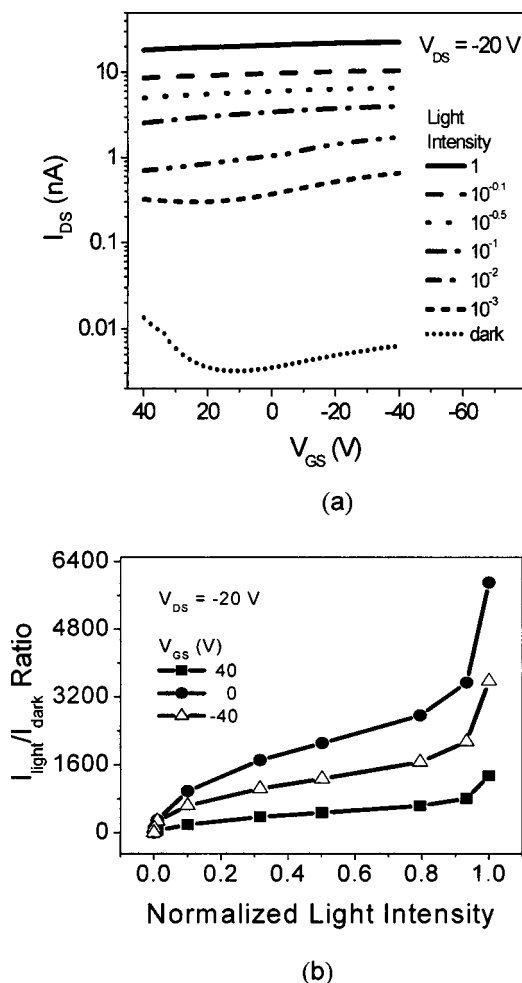 (a)
V_DS = -20 V
I_DS (nA)
10
1
0.1
0.01
Light
Intensity
1
10^-0.1
10^-0.5
10^-1
10^-2
10^-3
dark
40 20 0 -20 -40 -60
V_GS (V)
(a)
I_light/I_dark Ratio
6400
4800
3200
1600
0
V_DS = -20 V
V_GS (V)
40
0
-40
0.0 0.2 0.4 0.6 0.8 1.0
Normalized Light Intensity
(b)